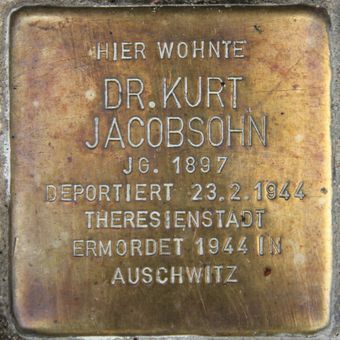 HIER WOHNTE
DR. KURT
JACOBSOHN
JG. 1897
DEPORTIERT 23.2.1944
THERESIENSTADT
ERMORDET 1944 IN
AUSCHWITZ